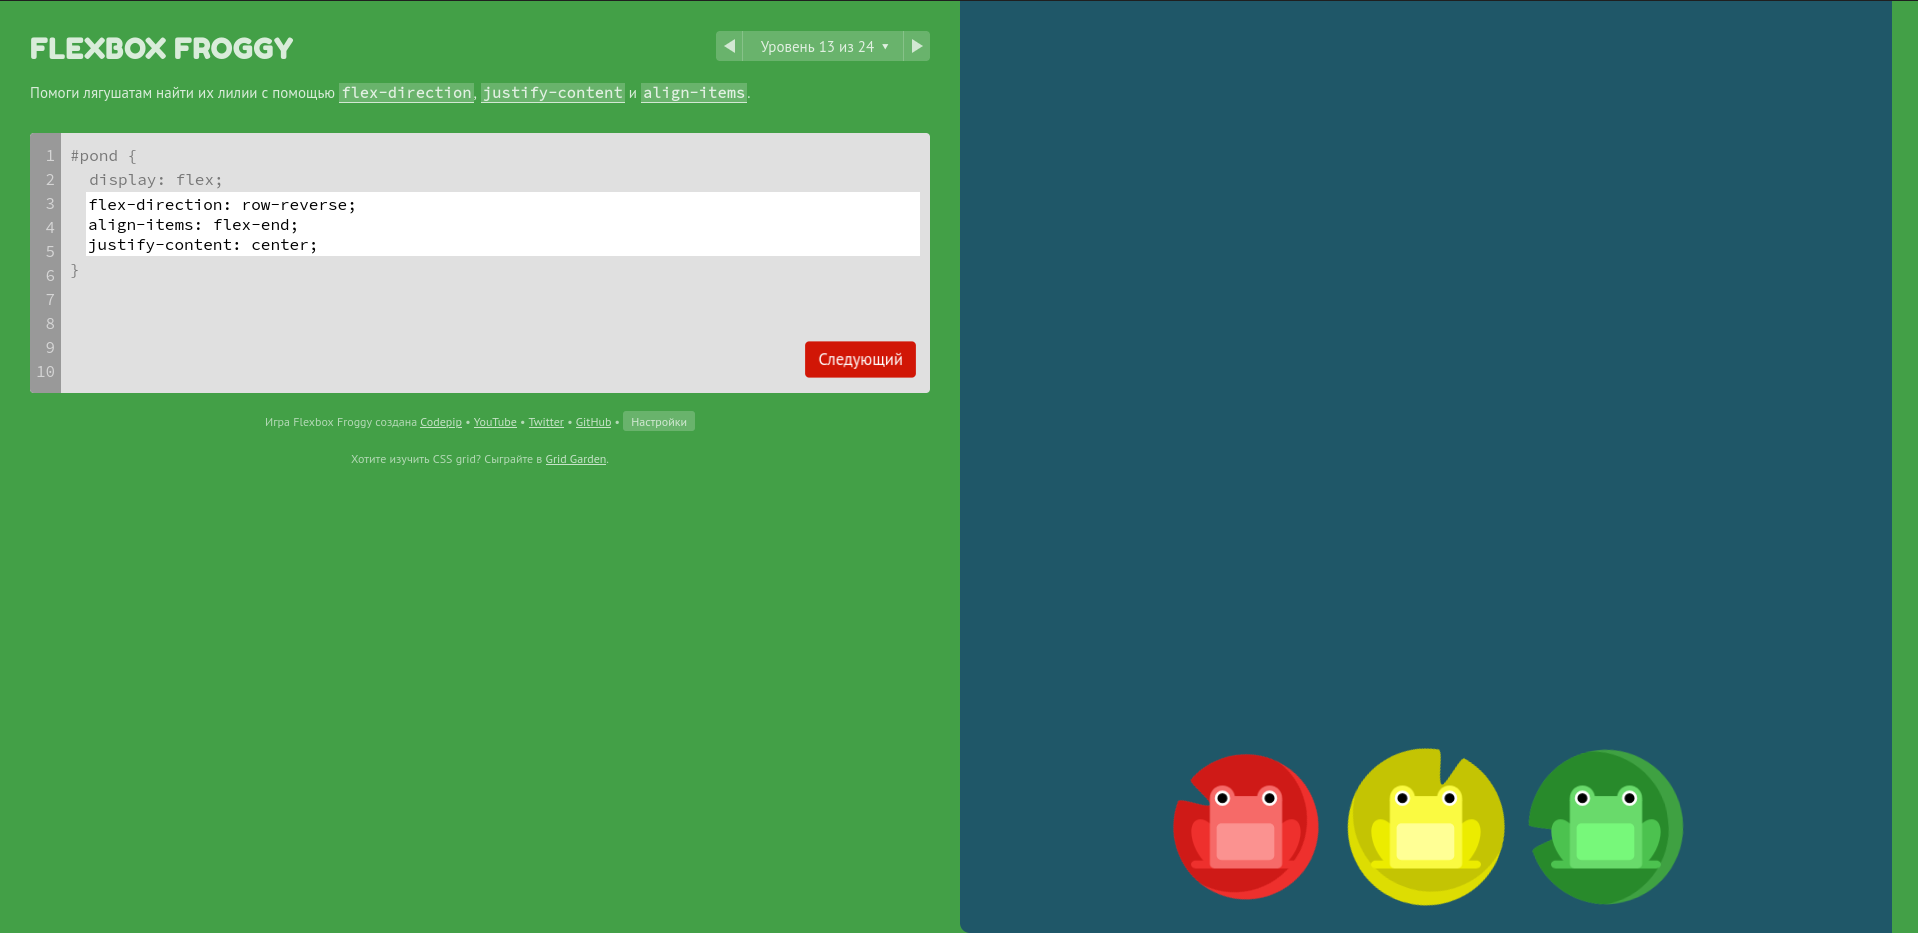 FLEXBOX FROGGY
◀ Уровень 13 из 24 ▾ ▶
Помоги лягушатам найти их лилии с помощью flex-direction, justify-content и align-items.
1 #pond {
2 display: flex;
3 flex-direction: row-reverse;
4 align-items: flex-end;
5 justify-content: center;
6 }
7
8
9
10
Следующий
Игра Flexbox Froggy создана Codepip • YouTube • Twitter • GitHub • Настройки
Хотите изучить CSS grid? Сыграйте в Grid Garden.